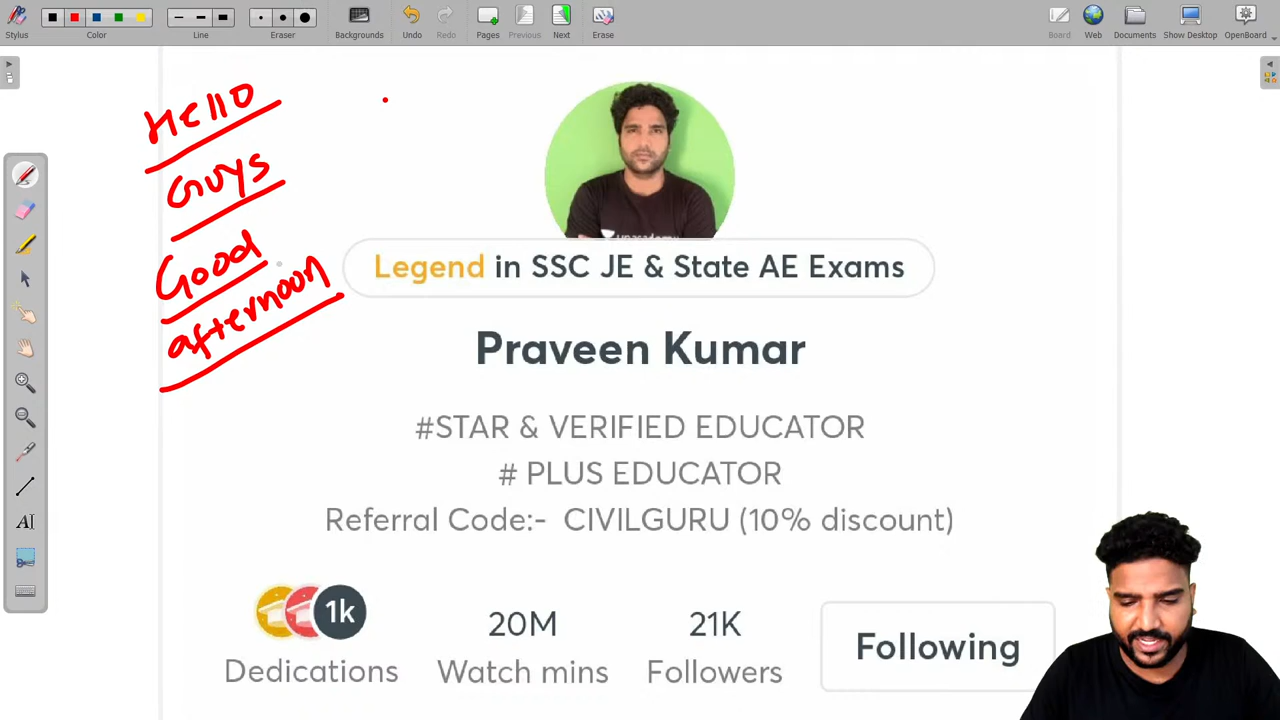 Stylus
Color
Line
Eraser
Backgrounds
Undo
Redo
Pages
Previous
Next
Erase
Board
Web
Documents
Show Desktop
OpenBoard
Hello
Guys
Good
afternoon
Legend in SSC JE & State AE Exams
Praveen Kumar
#STAR & VERIFIED EDUCATOR
# PLUS EDUCATOR
Referral Code:- CIVILGURU (10% discount)
1k
Dedications
20M
Watch mins
21K
Followers
Following
AI